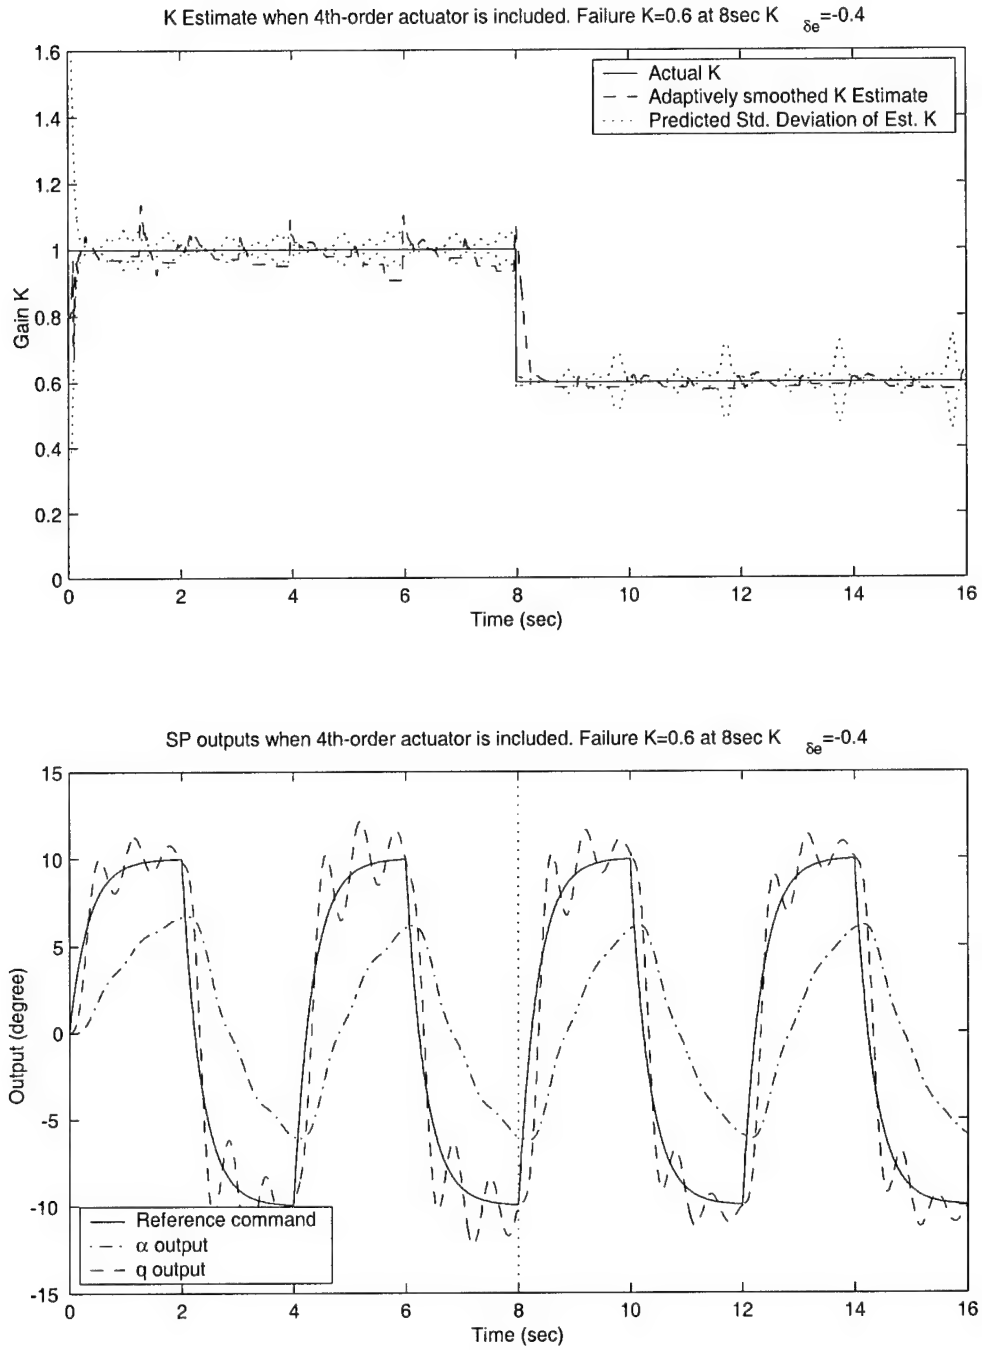 K Estimate when 4th-order actuator is included. Failure K=0.6 at 8sec K δe=-0.4
1.6
1.4
1.2
1
0.8
0.6
0.4
0.2
0
Gain K
Actual K
Adaptively smoothed K Estimate
Predicted Std. Deviation of Est. K
0 2 4 6 8 10 12 14 16
Time (sec)
SP outputs when 4th-order actuator is included. Failure K=0.6 at 8sec K δe=-0.4
15
10
5
0
-5
-10
-15
Output (degree)
Reference command
α output
q output
0 2 4 6 8 10 12 14 16
Time (sec)